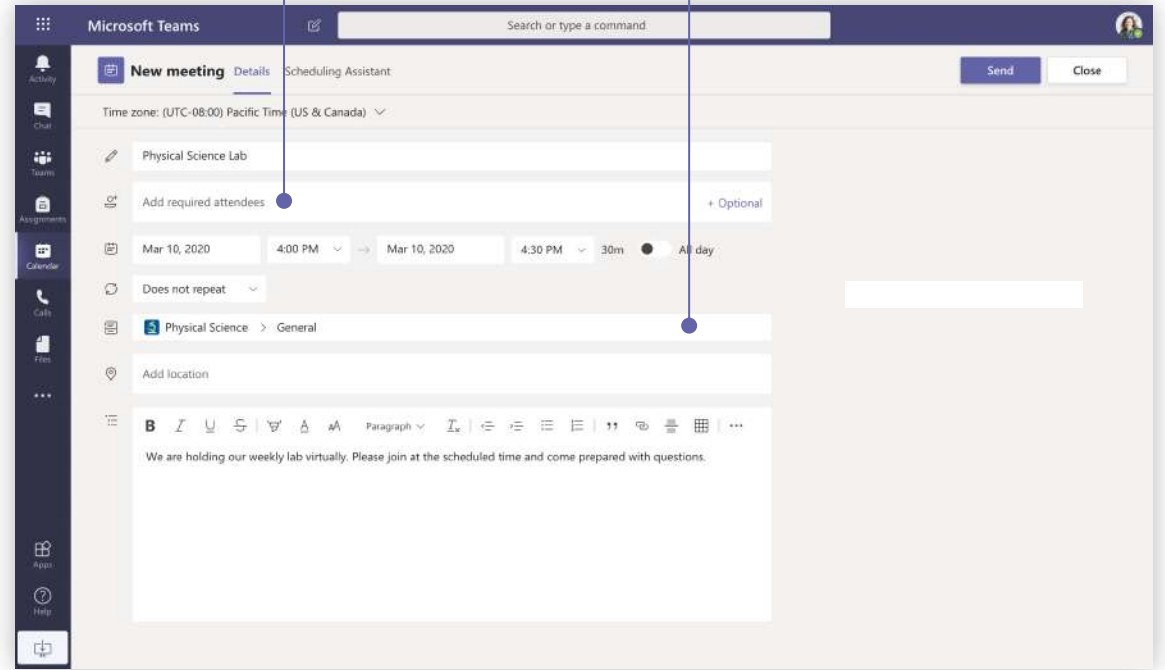 Microsoft Teams
Search or type a command
Activity
New meeting Details Scheduling Assistant
Send Close
Chat
Time zone: (UTC-08:00) Pacific Time (US & Canada)
Teams
Physical Science Lab
Assignments
Add required attendees
+ Optional
Calendar
Mar 10, 2020 4:00 PM → Mar 10, 2020 4:30 PM 30m All day
Calls
Does not repeat
Physical Science > General
Files
Add location
B I U S A AA Paragraph Ix
We are holding our weekly lab virtually. Please join at the scheduled time and come prepared with questions.
Apps
Help